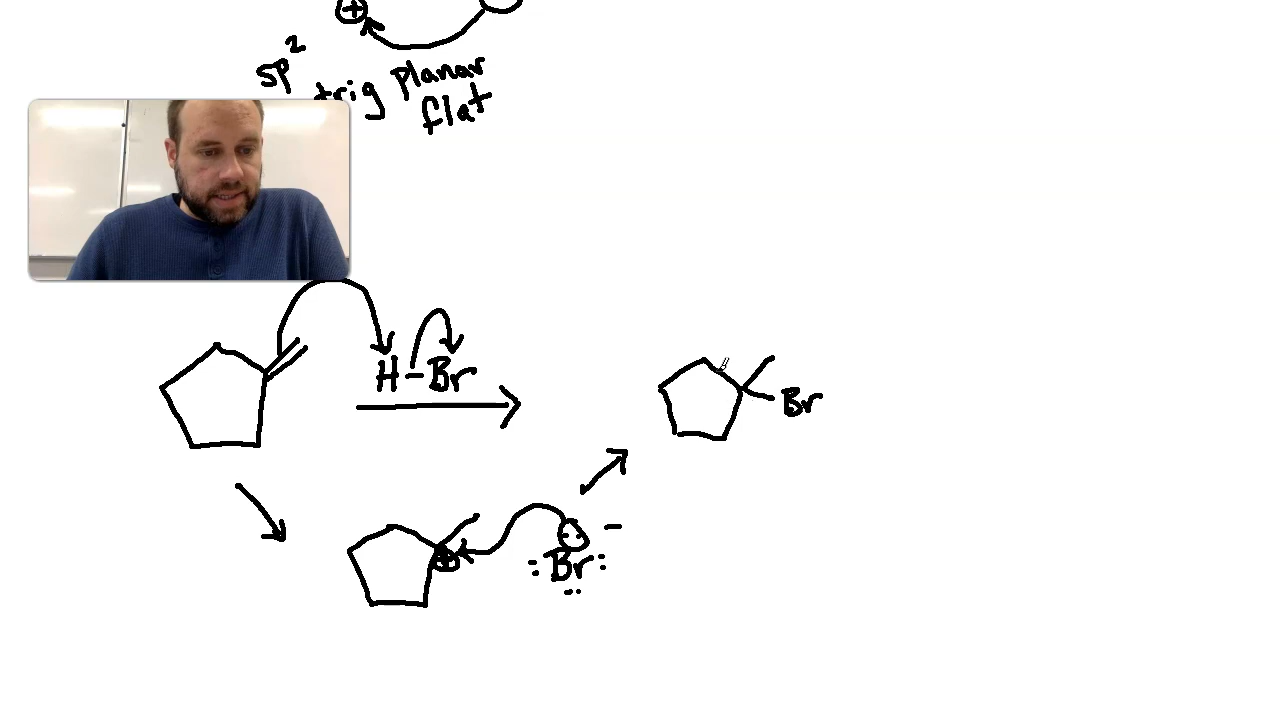 +
sp²
trig planar
flat
H-Br
Br
+
:Br: -